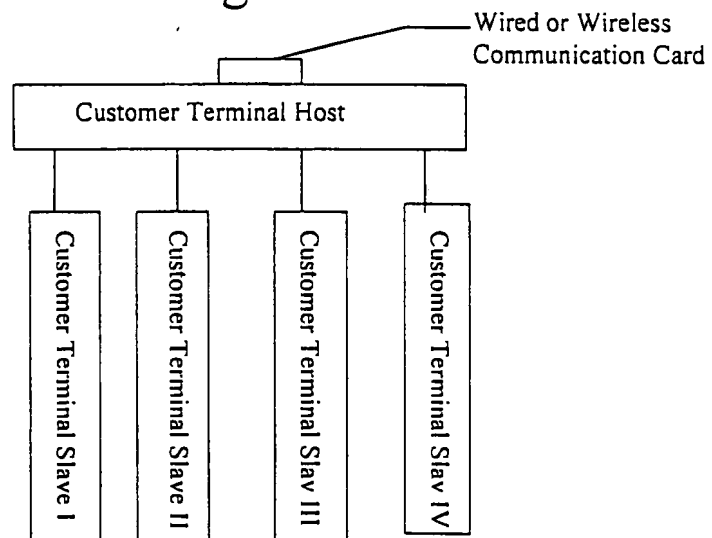 Wired or Wireless
Communication Card
Customer Terminal Host
Customer Terminal Slave I
Customer Terminal Slave II
Customer Terminal Slav III
Customer Terminal Slav IV